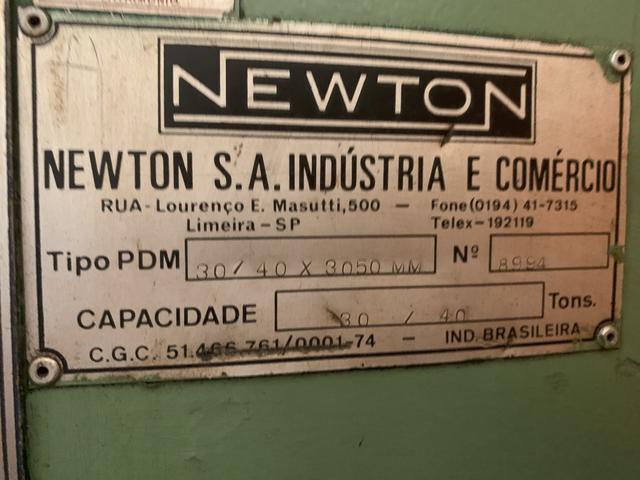 NEWTON
NEWTON S.A. INDÚSTRIA E COMÉRCIO
RUA - Lourenço E. Masutti, 500 — Fone (0194) 41-7315
Limeira - SP Telex - 192119
Tipo PDM 30 / 40 X 3050 MM Nº 8994
CAPACIDADE 30 / 40 Tons.
C.G.C. 51.466.761/0001-74 — IND. BRASILEIRA